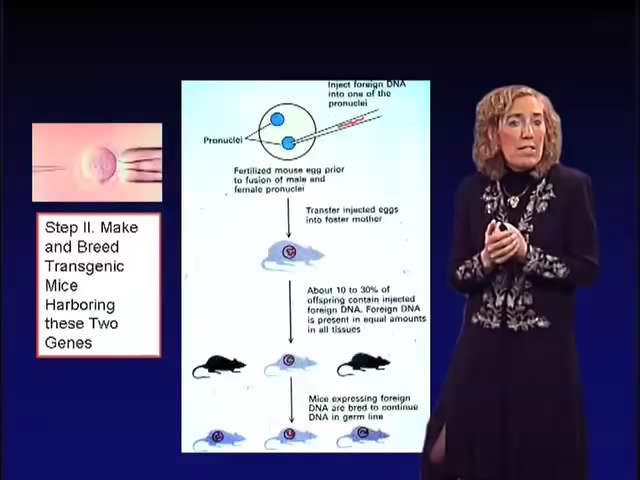 Inject foreign DNA
into one of the
pronuclei
Pronuclei
Fertilized mouse egg prior
to fusion of male and
female pronuclei
Transfer injected eggs
into foster mother
Step II. Make
and Breed
Transgenic
Mice
Harboring
these Two
Genes
About 10 to 30% of
offspring contain injected
foreign DNA. Foreign DNA
is present in equal amounts
in all tissues
Mice expressing foreign
DNA are bred to continue
DNA in germ line